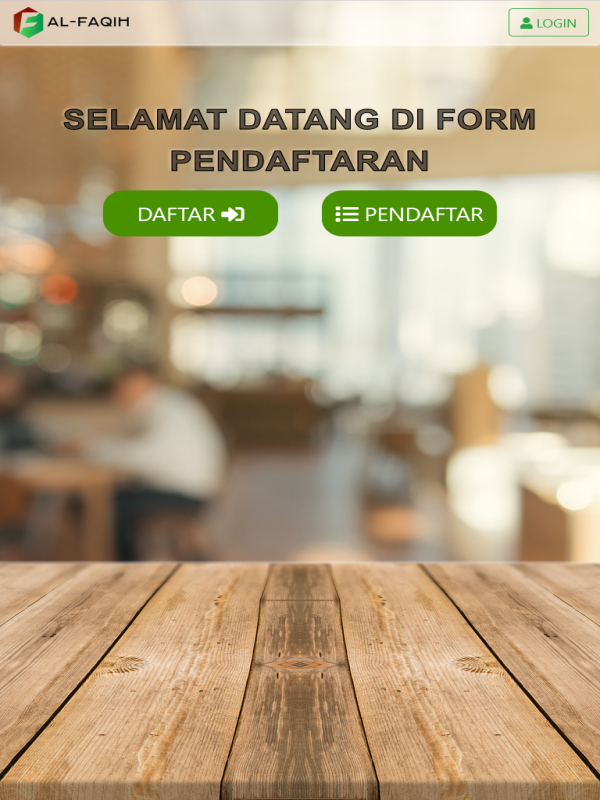 AL-FAQIH
LOGIN
SELAMAT DATANG DI FORM
PENDAFTARAN
DAFTAR
PENDAFTAR